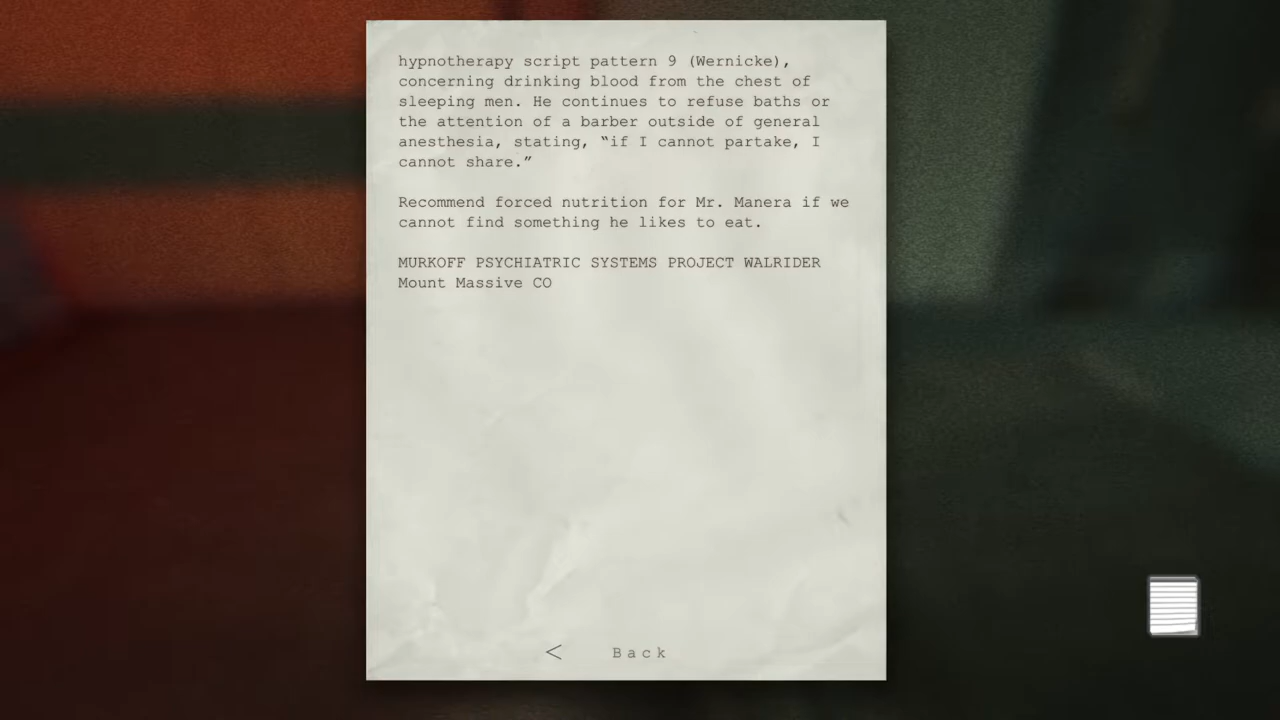 hypnotherapy script pattern 9 (Wernicke),
concerning drinking blood from the chest of
sleeping men. He continues to refuse baths or
the attention of a barber outside of general
anesthesia, stating, “if I cannot partake, I
cannot share.”
Recommend forced nutrition for Mr. Manera if we
cannot find something he likes to eat.
MURKOFF PSYCHIATRIC SYSTEMS PROJECT WALRIDER
Mount Massive CO
< Back